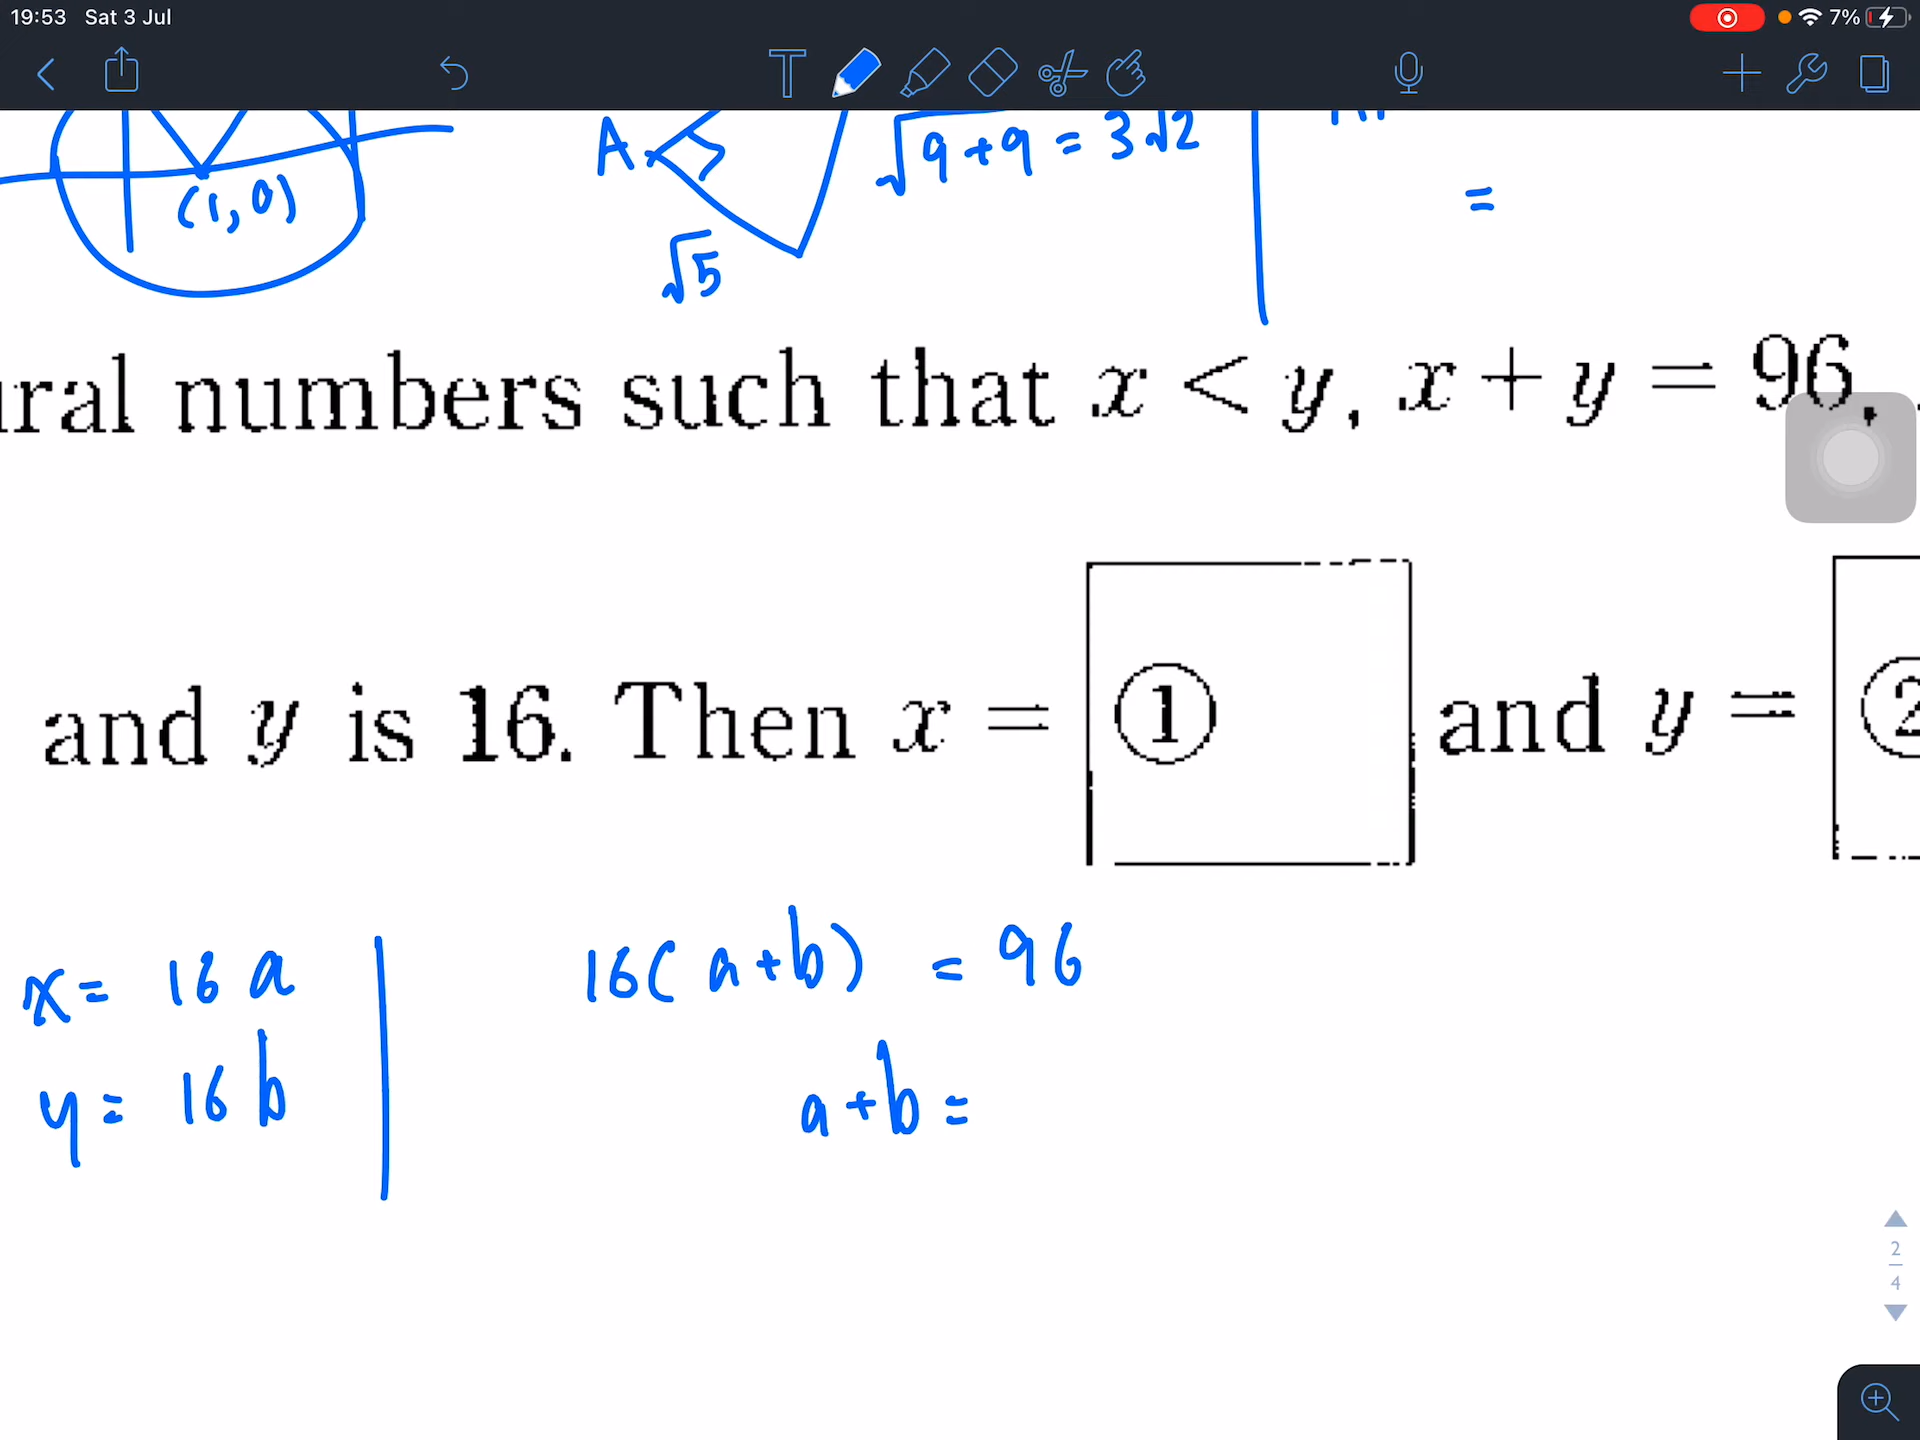 19:53 Sat 3 Jul 7%
A
√9+9 = 3√2
=
(1,0)
√5
ural numbers such that x < y, x + y = 96,
and y is 16. Then x = ① and y = ②
x= 16 a
16(a+b) = 96
y= 16 b
a+b=
2
4